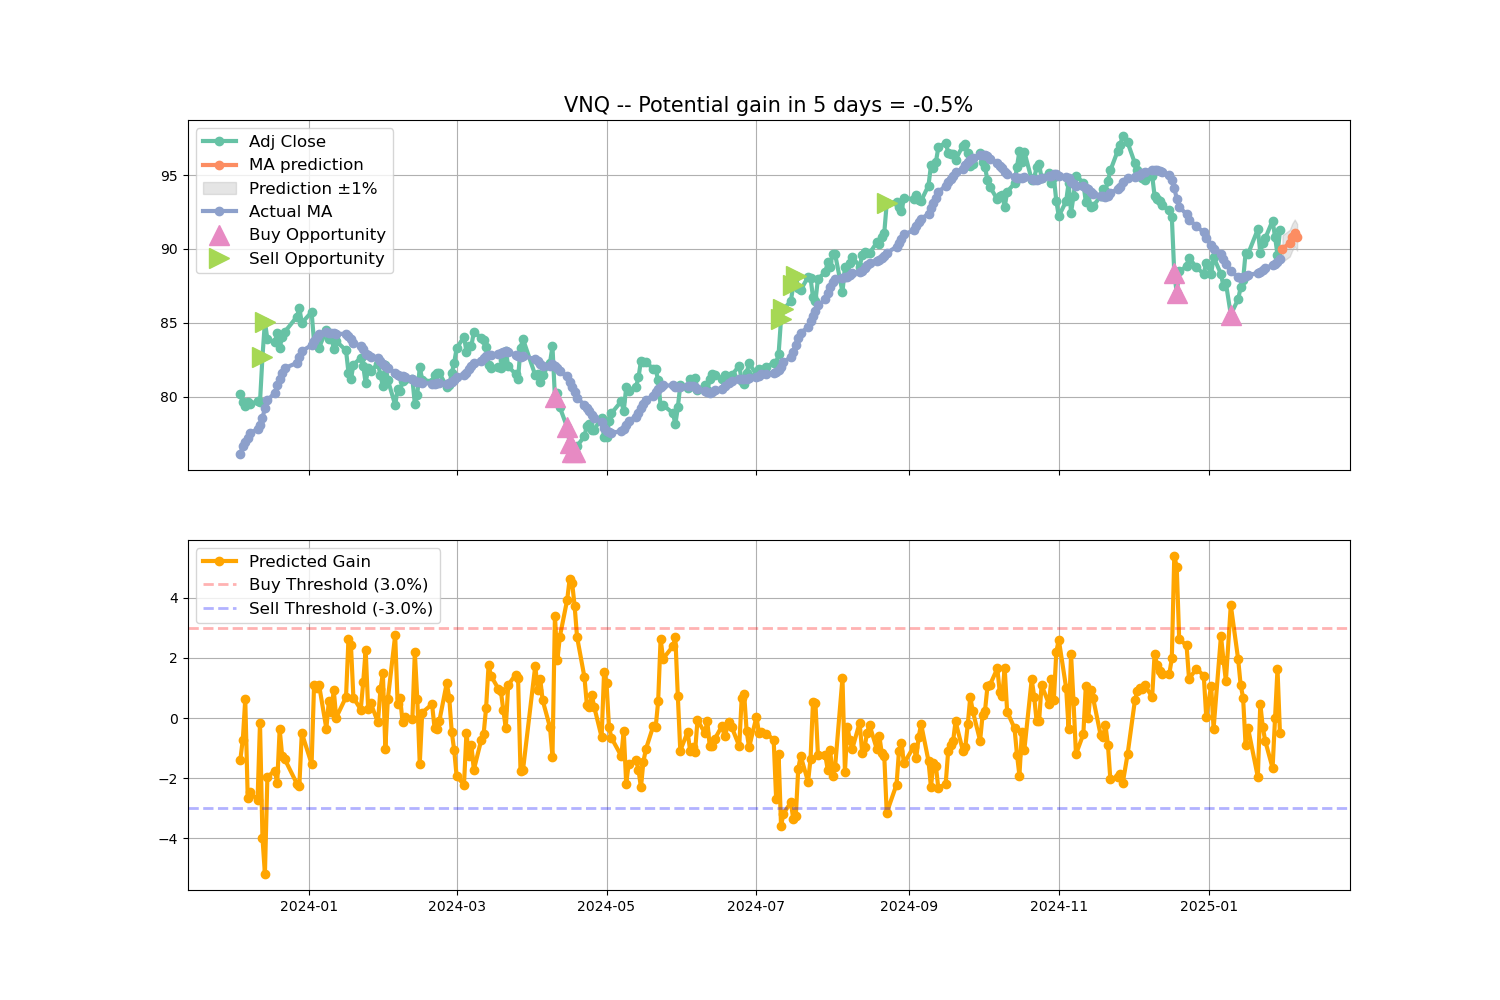 VNQ -- Potential gain in 5 days = -0.5%
Adj Close
MA prediction
Prediction ±1%
Actual MA
Buy Opportunity
Sell Opportunity
95
90
85
80
Predicted Gain
Buy Threshold (3.0%)
Sell Threshold (-3.0%)
4
2
0
−2
−4
2024-01 2024-03 2024-05 2024-07 2024-09 2024-11 2025-01